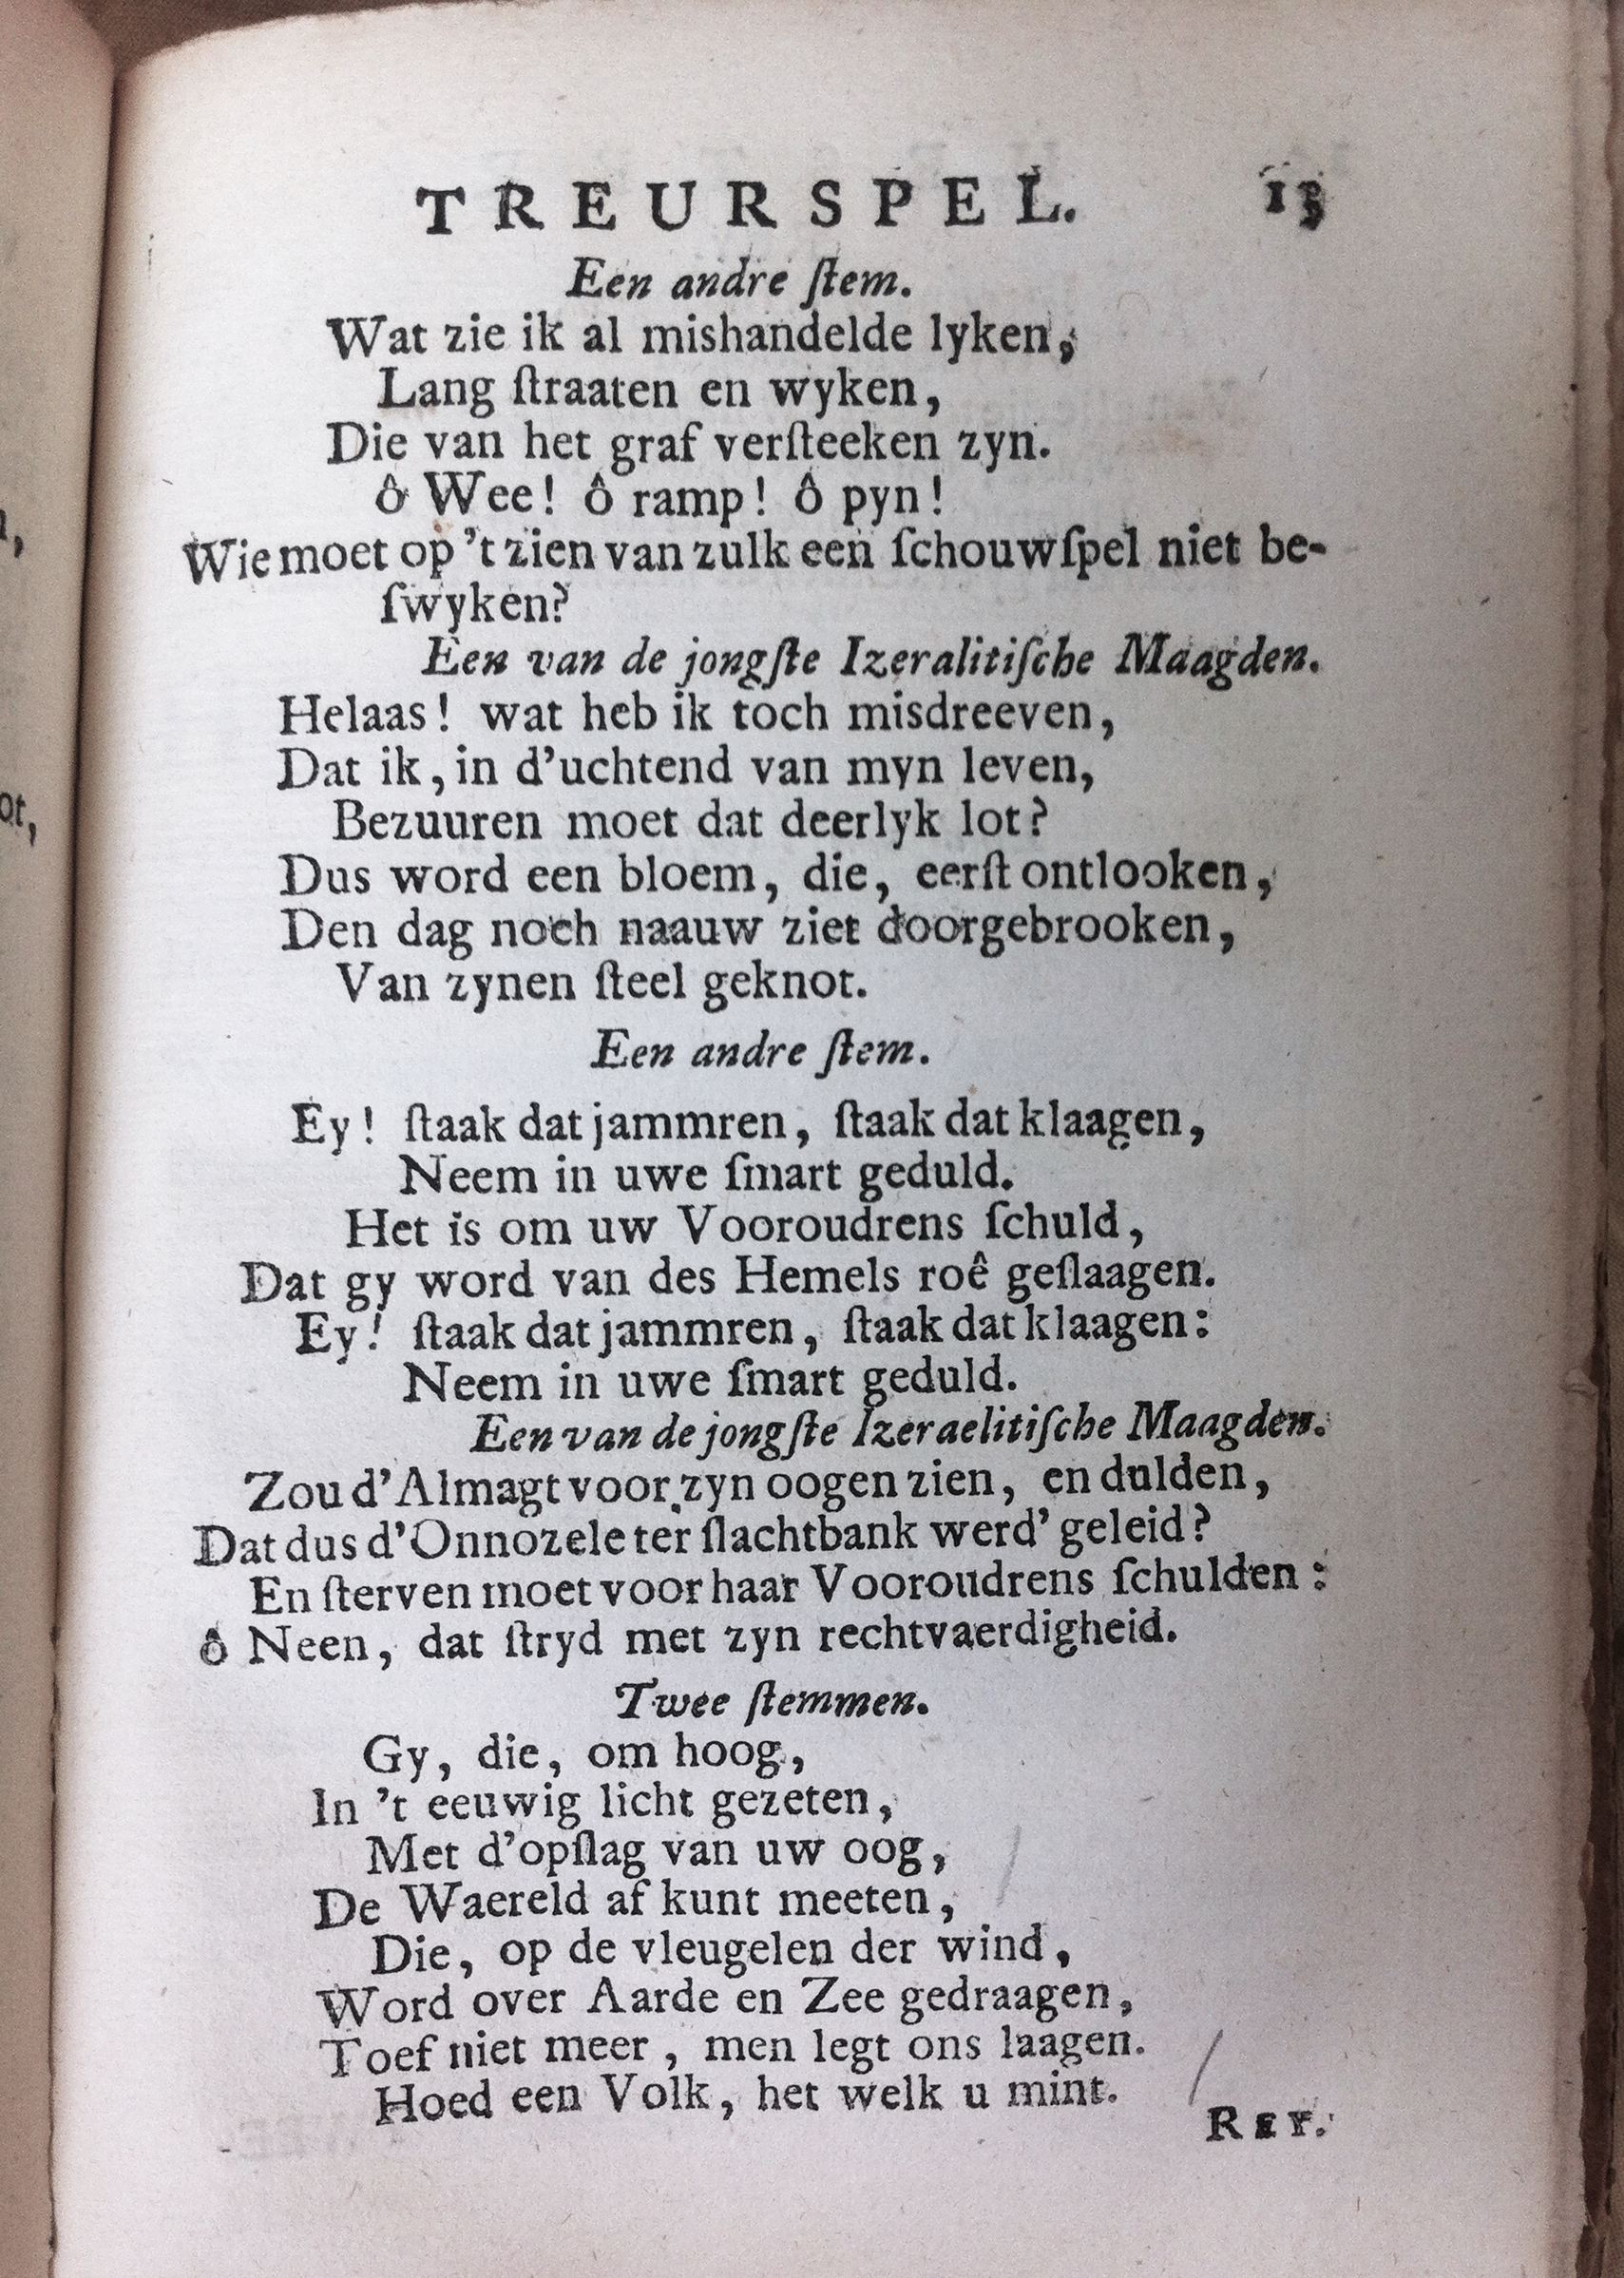 TREURSPEL. 13
Een andre ſtem.
Wat zie ik al mishandelde lyken,
Lang ſtraaten en wyken,
Die van het graf verſteeken zyn.
ô Wee! ô ramp! ô pyn!
Wie moet op 't zien van zulk een ſchouwſpel niet be-
ſwyken?
Een van de jongſte Izeralitiſche Maagden.
Helaas! wat heb ik toch misdreeven,
Dat ik, in d'uchtend van myn leven,
Bezuuren moet dat deerlyk lot?
Dus word een bloem, die, eerſt ontlooken,
Den dag noch naauw ziet doorgebrooken,
Van zynen ſteel geknot.
Een andre ſtem.
Ey! ſtaak dat jammren, ſtaak dat klaagen,
Neem in uwe ſmart geduld.
Het is om uw Vooroudrens ſchuld,
Dat gy word van des Hemels roê geſlaagen.
Ey! ſtaak dat jammren, ſtaak dat klaagen:
Neem in uwe ſmart geduld.
Een van de jongſte Izeraelitiſche Maagden.
Zou d'Almagt voor zyn oogen zien, en dulden,
Dat dus d'Onnozele ter ſlachtbank werd' geleid?
En ſterven moet voor haar Vooroudrens ſchulden:
ô Neen, dat ſtryd met zyn rechtvaerdigheid.
Twee ſtemmen.
Gy, die, om hoog,
In 't eeuwig licht gezeten,
Met d'opſlag van uw oog,
De Waereld af kunt meeten,
Die, op de vleugelen der wind,
Word over Aarde en Zee gedraagen,
Toef niet meer, men legt ons laagen.
Hoed een Volk, het welk u mint.
REY.